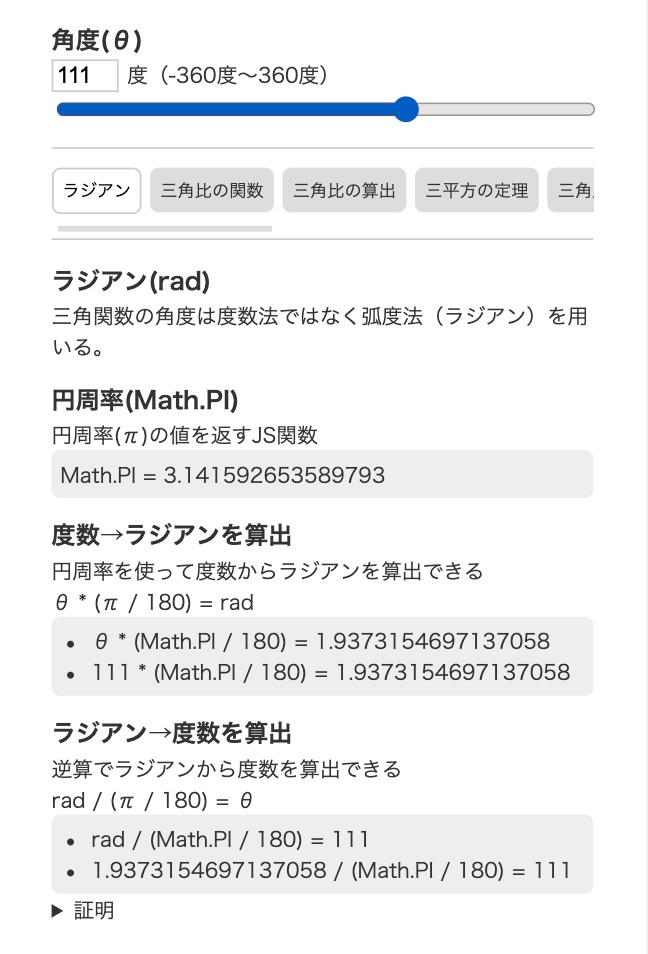 角度(θ)
111 度（-360度〜360度）
ラジアン 三角比の関数 三角比の算出 三平方の定理 三角
ラジアン(rad)
三角関数の角度は度数法ではなく弧度法（ラジアン）を用
いる。
円周率(Math.PI)
円周率(π)の値を返すJS関数
Math.PI = 3.141592653589793
度数→ラジアンを算出
円周率を使って度数からラジアンを算出できる
θ * (π / 180) = rad
• θ * (Math.PI / 180) = 1.9373154697137058
• 111 * (Math.PI / 180) = 1.9373154697137058
ラジアン→度数を算出
逆算でラジアンから度数を算出できる
rad / (π / 180) = θ
• rad / (Math.PI / 180) = 111
• 1.9373154697137058 / (Math.PI / 180) = 111
▶ 証明